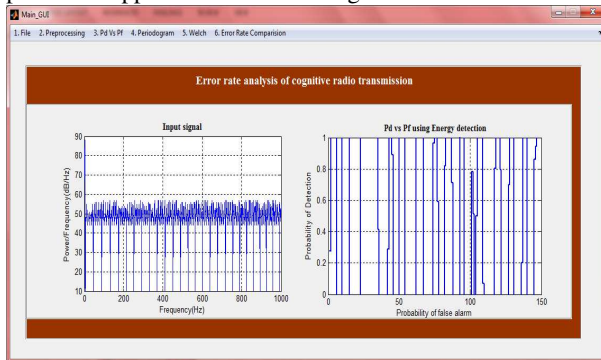 Main_GUI
1. File 2. Preprocessing 3. Pd Vs Pf 4. Periodogram 5. Welch 6. Error Rate Comparision
Error rate analysis of cognitive radio transmission
Input signal
90
80
70
60
50
40
30
20
10
0 200 400 600 800 1000
Power/Frequency(dB/Hz)
Frequency(Hz)
Pd vs Pf using Energy detection
1
0.8
0.6
0.4
0.2
0
0 50 100 150
Probability of Detection
Probability of false alarm